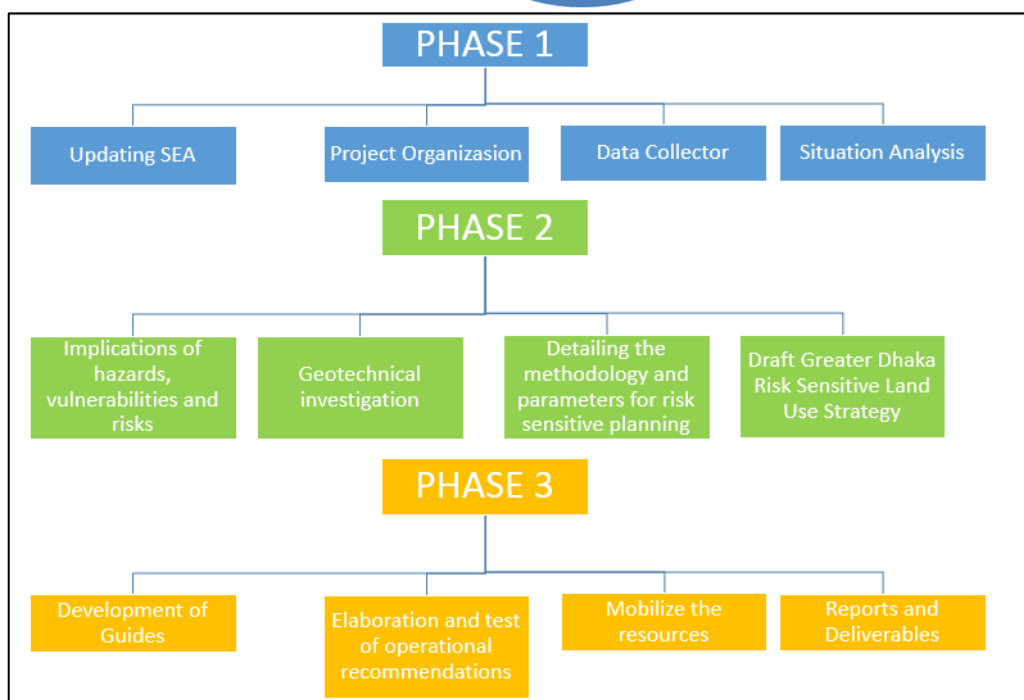 PHASE 1
Updating SEA
Project Organizasion
Data Collector
Situation Analysis
PHASE 2
Implications of
hazards,
vulnerabilities and
risks
Geotechnical
investigation
Detailing the
methodology and
parameters for risk
sensitive planning
Draft Greater Dhaka
Risk Sensitive Land
Use Strategy
PHASE 3
Development of
Guides
Elaboration and test
of operational
recommendations
Mobilize the
resources
Reports and
Deliverables